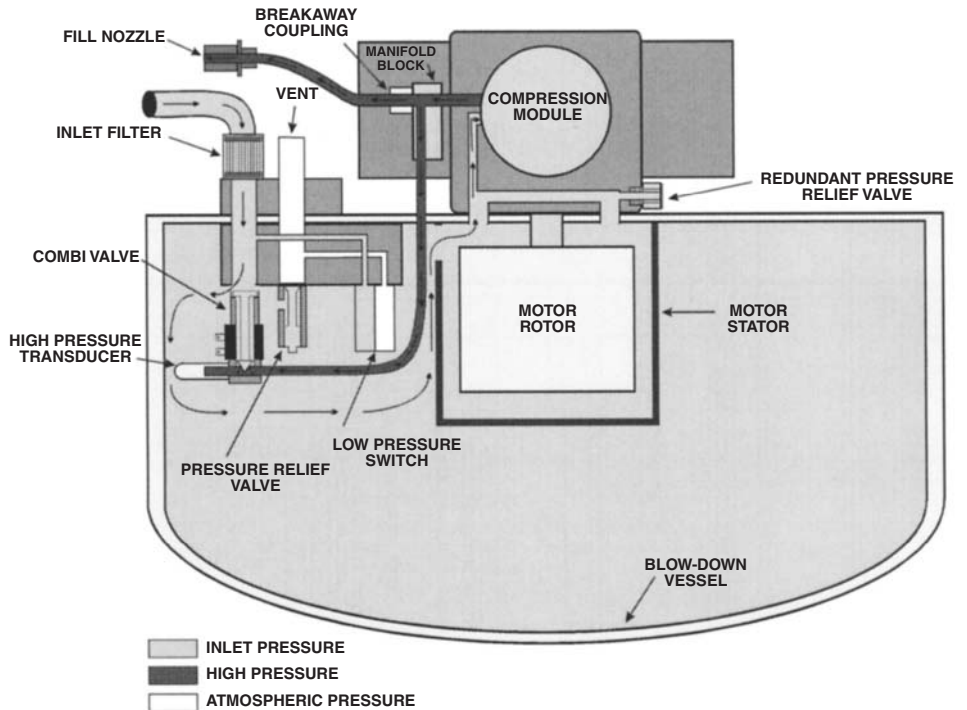 BREAKAWAY
COUPLING
FILL NOZZLE
MANIFOLD
BLOCK
VENT
COMPRESSION
MODULE
INLET FILTER
REDUNDANT PRESSURE
RELIEF VALVE
COMBI VALVE
MOTOR
ROTOR
MOTOR
STATOR
HIGH PRESSURE
TRANSDUCER
LOW PRESSURE
SWITCH
PRESSURE RELIEF
VALVE
BLOW-DOWN
VESSEL
INLET PRESSURE
HIGH PRESSURE
ATMOSPHERIC PRESSURE